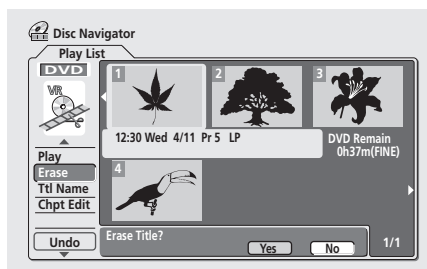 Disc Navigator
Play List
DVD
VR
1
2
3
12:30 Wed 4/11 Pr 5 LP
DVD Remain
0h37m(FINE)
4
Play
Erase
Ttl Name
Chpt Edit
Undo
Erase Title?
Yes
No
1/1